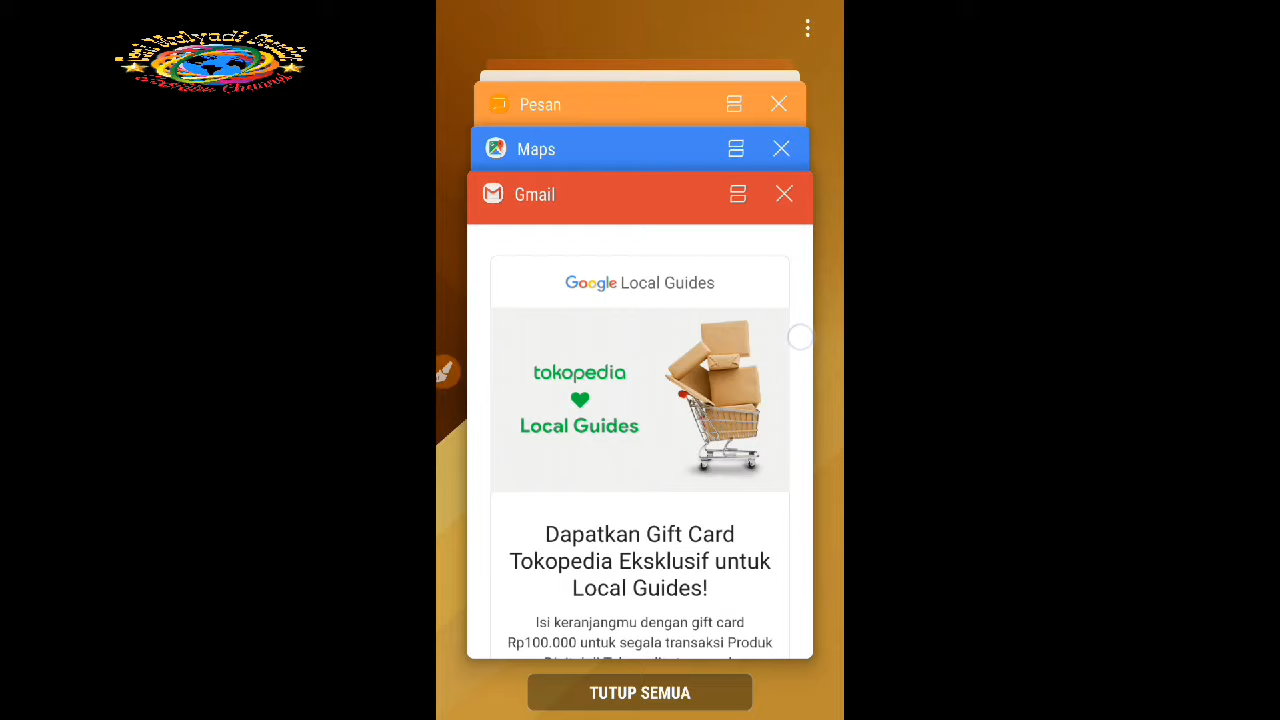 Pesan
Maps
Gmail
Google Local Guides
tokopedia
Local Guides
Dapatkan Gift Card
Tokopedia Eksklusif untuk
Local Guides!
Isi keranjangmu dengan gift card
Rp100.000 untuk segala transaksi Produk
TUTUP SEMUA